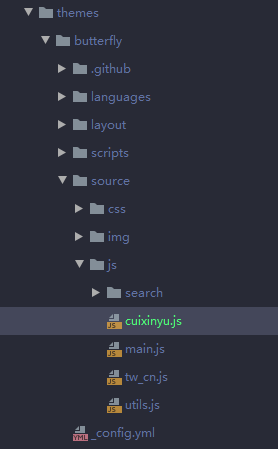 themes
butterfly
.github
languages
layout
scripts
source
css
img
js
search
JS cuixinyu.js
JS main.js
JS tw_cn.js
JS utils.js
YML _config.yml